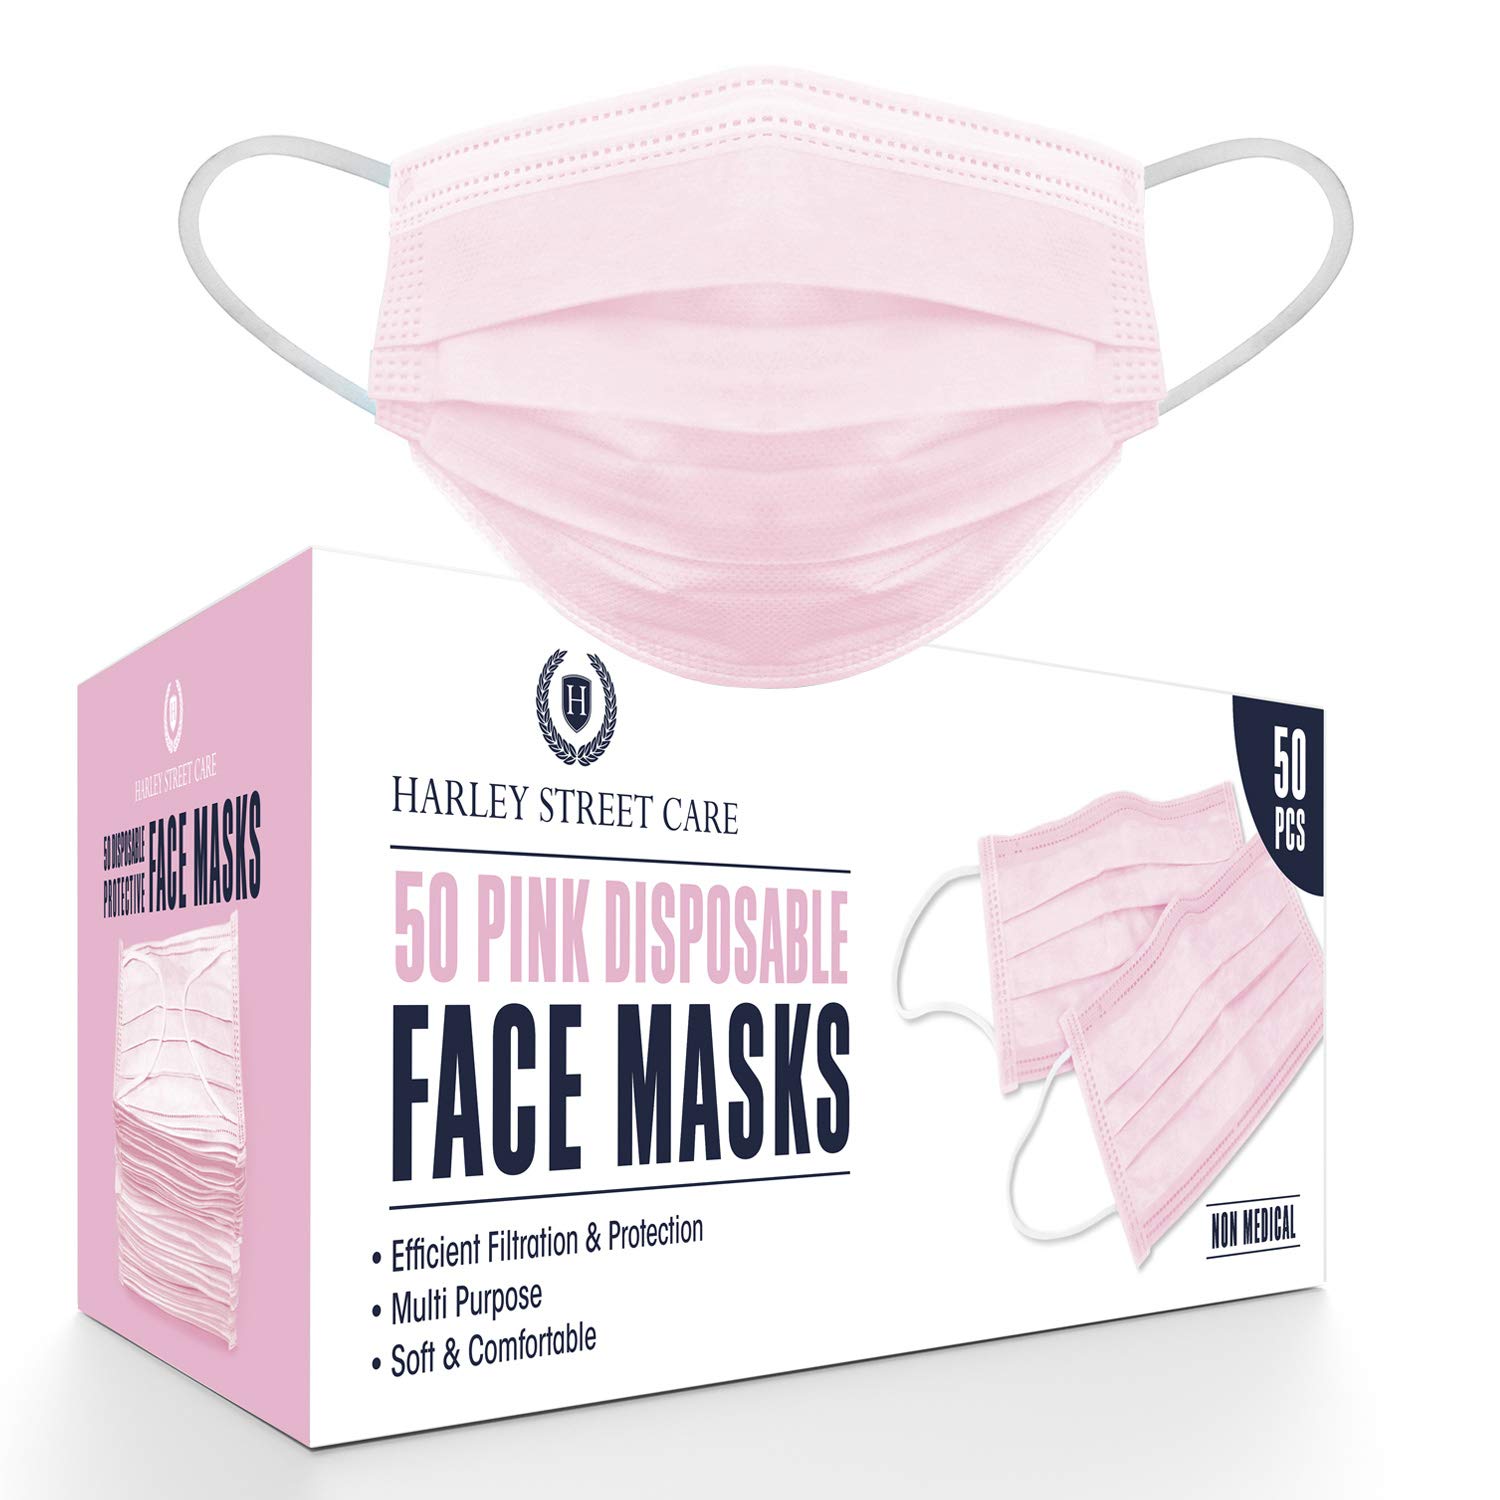 H
HARLEY STREET CARE
50 PINK DISPOSABLE
FACE MASKS
• Efficient Filtration & Protection
• Multi Purpose
• Soft & Comfortable
50
PCS
NON MEDICAL
HARLEY STREET CARE
50 DISPOSABLE
PROTECTIVE
FACE MASKS